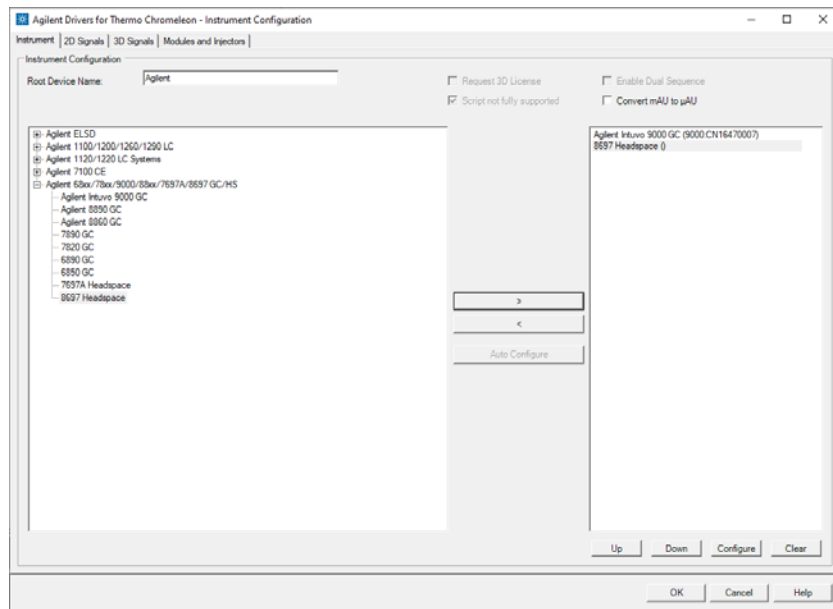 Agilent Drivers for Thermo Chromeleon - Instrument Configuration
Instrument 2D Signals 3D Signals Modules and Injectors
Instrument Configuration
Root Device Name: Agilent
Request 3D License
Enable Dual Sequence
Script not fully supported
Convert mAU to µAU
Agilent ELSD
Agilent 1100/1200/1260/1290 LC
Agilent 1120/1220 LC Systems
Agilent 7100 CE
Agilent 68xx/78xx/9000/88xx/7697A/8697 GC/HS
Agilent Intuvo 9000 GC
Agilent 8890 GC
Agilent 8860 GC
7890 GC
7820 GC
6890 GC
6850 GC
7697A Headspace
8697 Headspace
>
<
Auto Configure
Agilent Intuvo 9000 GC (9000:CN16470007)
8697 Headspace ()
Up Down Configure Clear
OK Cancel Help